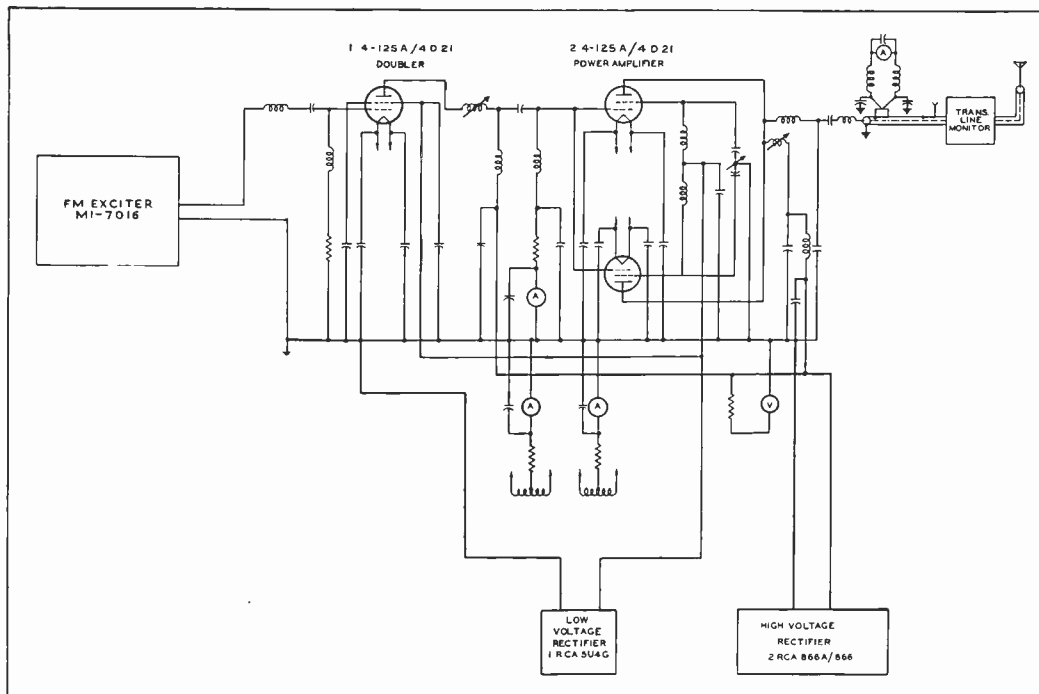 1 4-125A/4D21
DOUBLER
2 4-125A/4D21
POWER AMPLIFIER
A
TRANS.
LINE
MONITOR
FM EXCITER
MI-7016
A
A
A
V
LOW
VOLTAGE
RECTIFIER
1 RCA 5U4G
HIGH VOLTAGE
RECTIFIER
2 RCA 866A/866